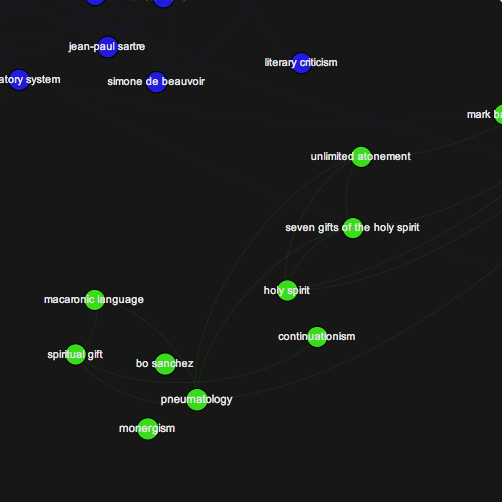 jean-paul sartre
literary criticism
atory system
simone de beauvoir
mark ba
unlimited atonement
seven gifts of the holy spirit
holy spirit
macaronic language
continuationism
spiritual gift
bo sanchez
pneumatology
monergism